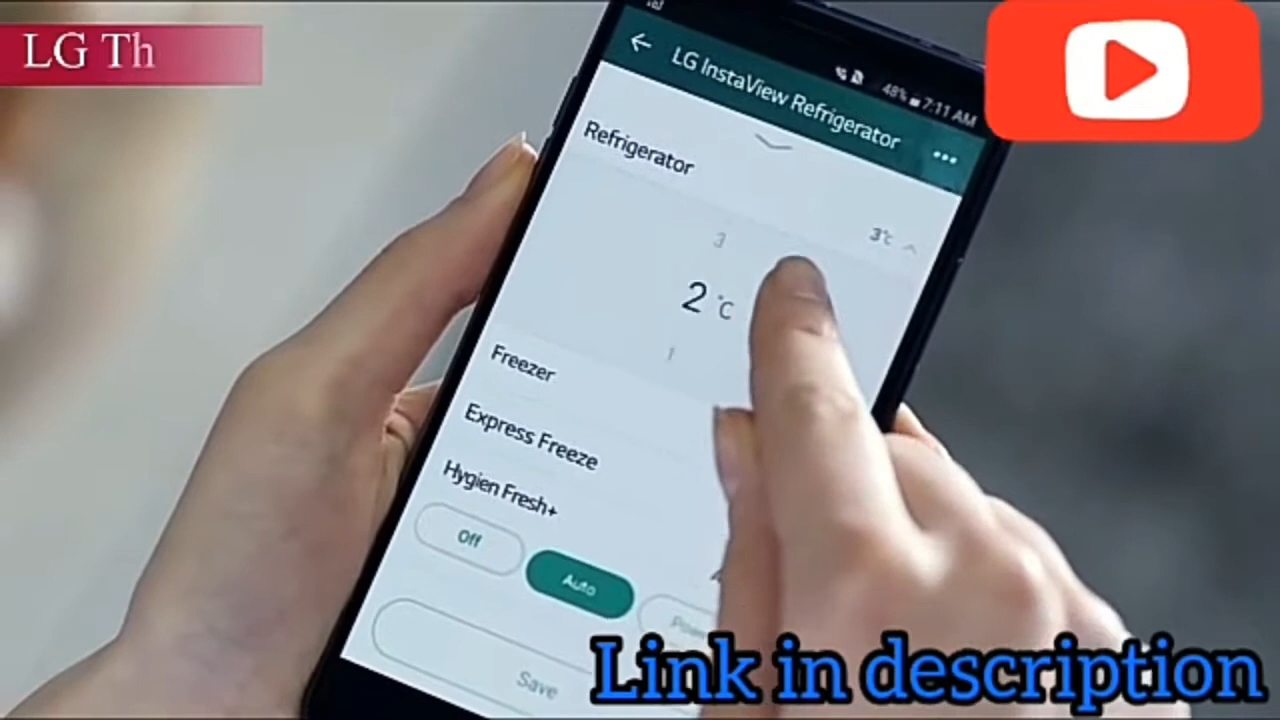 LG Th
48% 7:11 AM
LG InstaView Refrigerator
Refrigerator
3°C
3
2 °C
1
Freezer
Express Freeze
Hygien Fresh+
Off
Auto
Save
Link in description